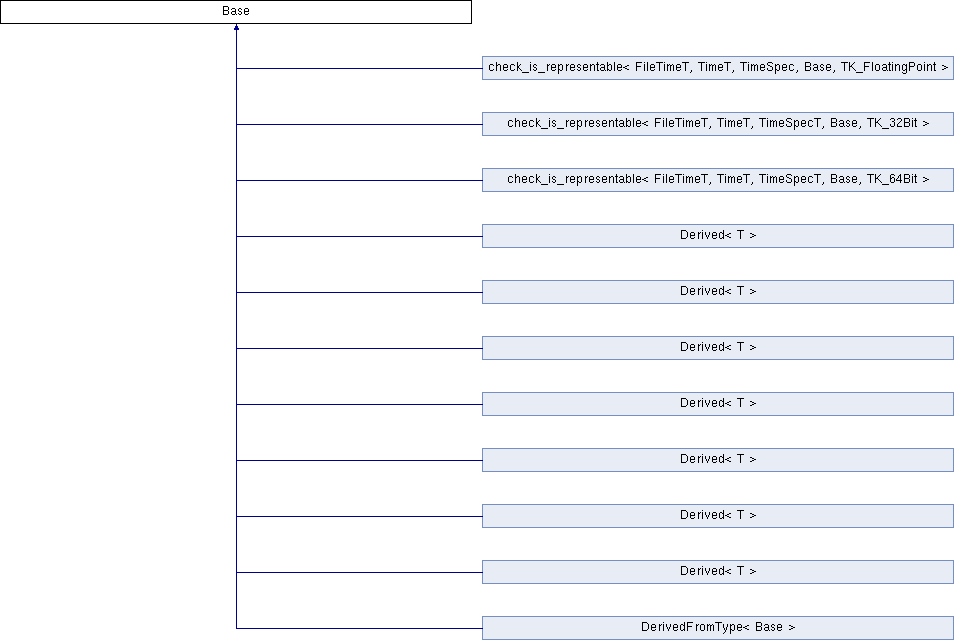 Base
check_is_representable< FileTimeT, TimeT, TimeSpec, Base, TK_FloatingPoint >
check_is_representable< FileTimeT, TimeT, TimeSpecT, Base, TK_32Bit >
check_is_representable< FileTimeT, TimeT, TimeSpecT, Base, TK_64Bit >
Derived< T >
Derived< T >
Derived< T >
Derived< T >
Derived< T >
Derived< T >
Derived< T >
DerivedFromType< Base >